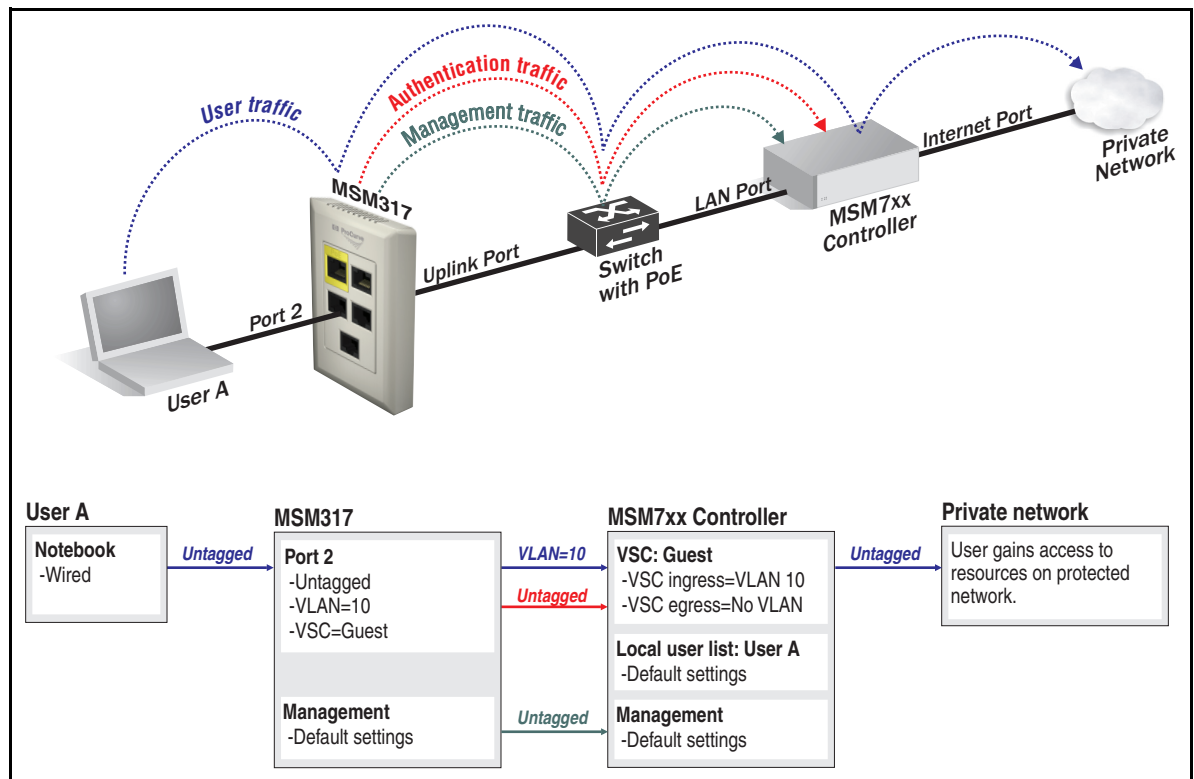 User traffic
Authentication traffic
Management traffic
MSM317
Private
Network
Internet Port
MSM7xx
Controller
LAN Port
Switch
with PoE
Uplink Port
Port 2
User A
User A
Notebook
-Wired
Untagged
MSM317
Port 2
-Untagged
-VLAN=10
-VSC=Guest
Management
-Default settings
VLAN=10
Untagged
Untagged
MSM7xx Controller
VSC: Guest
-VSC ingress=VLAN 10
-VSC egress=No VLAN
Local user list: User A
-Default settings
Management
-Default settings
Untagged
Private network
User gains access to
resources on protected
network.